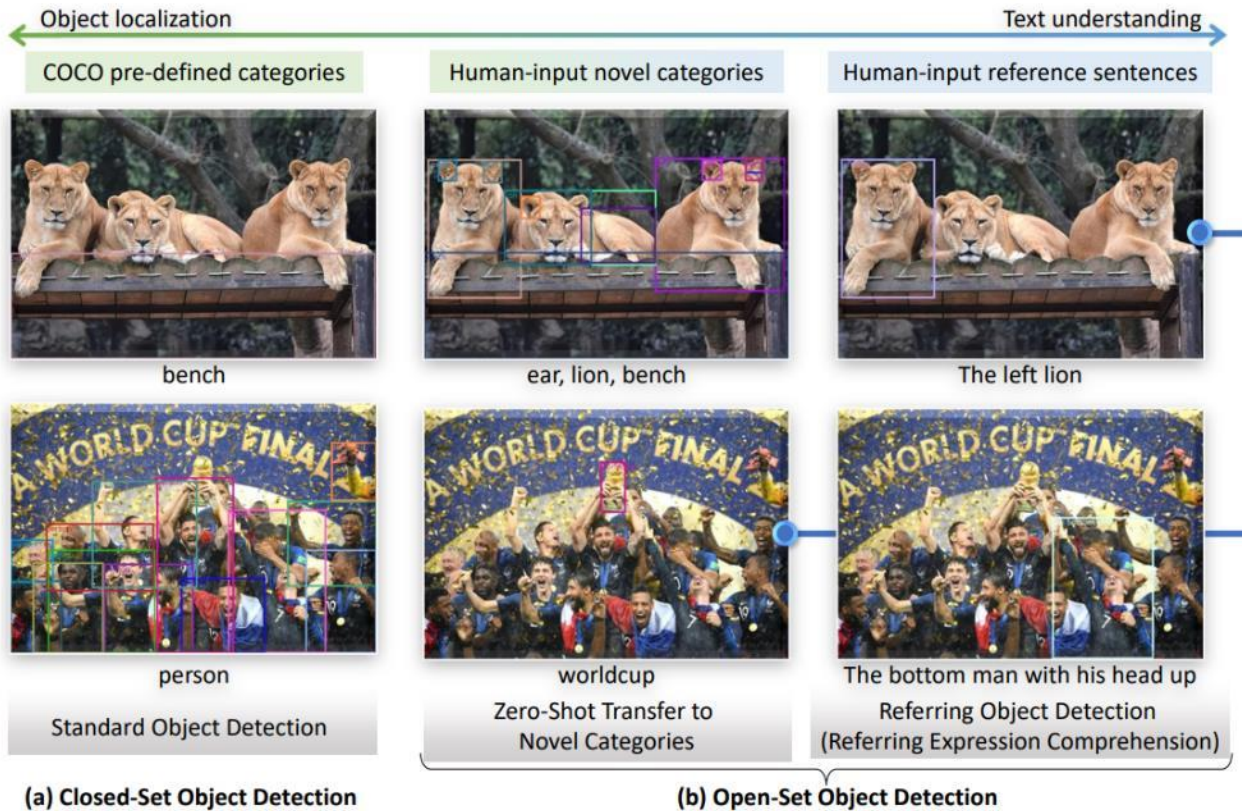 Object localization
Text understanding
COCO pre-defined categories
Human-input novel categories
Human-input reference sentences
bench
ear, lion, bench
The left lion
A WORLD CUP FINAL
A WORLD CUP FINAL
A WORLD CUP FINAL
person
worldcup
The bottom man with his head up
Standard Object Detection
Zero-Shot Transfer to
Novel Categories
Referring Object Detection
(Referring Expression Comprehension)
(a) Closed-Set Object Detection
(b) Open-Set Object Detection